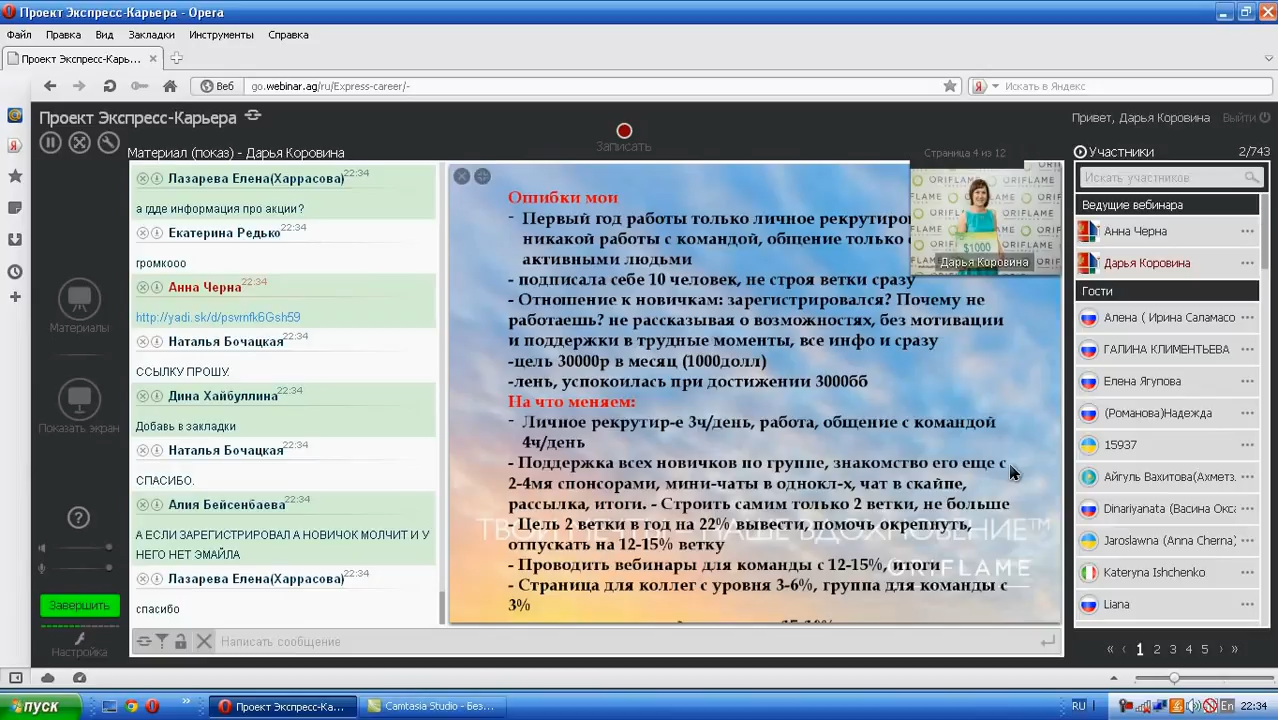 Проект Экспресс-Карьера - Opera
Файл Правка Вид Закладки Инструменты Справка
Проект Экспресс-Карь...
Веб go.webinar.ag/ru/Express-career/-
Искать в Яндекс
Проект Экспресс-Карьера
Привет, Дарья Коровина Выйти
Записать
Материал (показ) - Дарья Коровина
Страница 4 из 12
Материалы
Показать экран
Завершить
Настройка
Лазарева Елена(Харрасова) 22:34
а гдде информация про акции?
Екатерина Редько 22:34
громкооо
Анна Черна 22:34
http://yadi.sk/d/psvrnfk6Gsh59
Наталья Бочацкая 22:34
ССЫЛКУ ПРОШУ.
Дина Хайбуллина 22:34
Добавь в закладки
Наталья Бочацкая 22:34
СПАСИБО.
Алия Бейсенбаева 22:34
А ЕСЛИ ЗАРЕГИСТРИРОВАЛ А НОВИЧОК МОЛЧИТ И У
НЕГО НЕТ ЭМАЙЛА
Лазарева Елена(Харрасова) 22:34
спасибо
Написать сообщение
Ошибки мои
- Первый год работы только личное
никакой работы с командой, общение только
активными людьми
- подписала себе 10 человек, не строя ветки сразу
- Отношение к новичкам: зарегистрировался? Почему не
работаешь? не рассказывая о возможностях, без мотивации
и поддержки в трудные моменты, все инфо и сразу
-цель 30000р в месяц (1000долл)
-лень, успокоилась при достижении 3000бб
На что меняем:
- Личное рекрутир-е 3ч/день, работа, общение с командой
4ч/день
- Поддержка всех новичков по группе, знакомство его еще с
2-4мя спонсорами, мини-чаты в однокл-х, чат в скайпе,
рассылка, итоги. - Строить самим только 2 ветки, не больше
- Цель 2 ветки в год на 22% вывести, помочь окрепнуть,
отпускать на 12-15% ветку
- Проводить вебинары для команды с 12-15%, итоги
- Страница для коллег с уровня 3-6%, группа для команды с
3%
ТВОИ МЕЧТЫ - НАШЕ ВДОХНОВЕНИЕ™
ORIFLAME
ORIFLAME
$1000
Дарья Коровина
Участники 2/743
Искать участников
Ведущие вебинара
Анна Черна
Дарья Коровина
Гости
Алена ( Ирина Саламасо
ГАЛИНА КЛИМЕНТЬЕВА
Елена Ягупова
(Романова)Надежда
15937
Айгуль Вахитова(Ахмет
Dinariyanata (Васина Окс
Jaroslawna (Anna Cherna)
Kateryna Ishchenko
Liana
« ‹ 1 2 3 4 5 › »
пуск
Проект Экспресс-Ка...
Camtasia Studio - Без...
RU
En
22:34